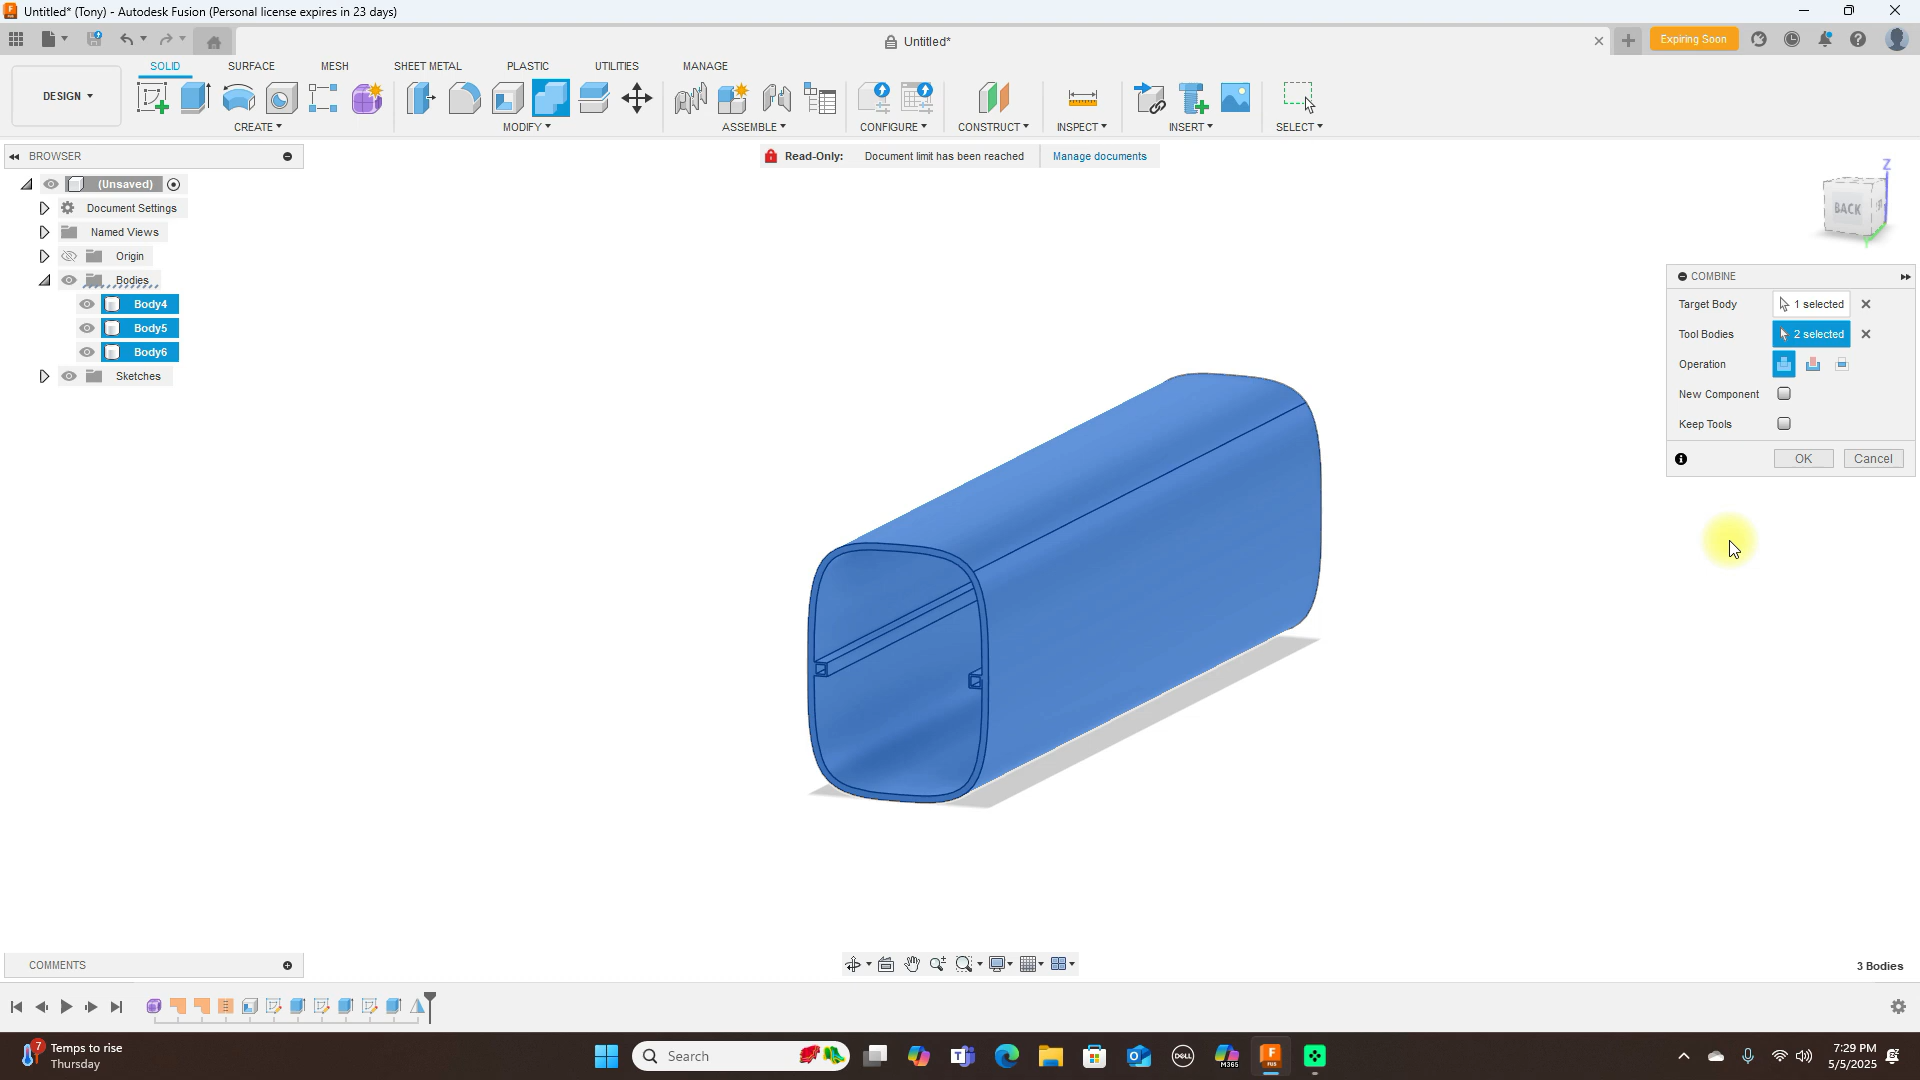 Untitled* (Tony) - Autodesk Fusion (Personal license expires in 23 days)
Untitled*
Expiring Soon
DESIGN
SOLID
SURFACE
MESH
SHEET METAL
PLASTIC
UTILITIES
MANAGE
CREATE
MODIFY
ASSEMBLE
CONFIGURE
CONSTRUCT
INSPECT
INSERT
SELECT
BROWSER
Read-Only: Document limit has been reached
Manage documents
(Unsaved)
Document Settings
Named Views
Origin
Bodies
Body4
Body5
Body6
Sketches
Z
BACK
COMBINE
Target Body
1 selected
Tool Bodies
2 selected
Operation
New Component
Keep Tools
OK
Cancel
COMMENTS
3 Bodies
7
Temps to rise
Thursday
Search
DELL
M365
F
FUS
7:29 PM
5/5/2025